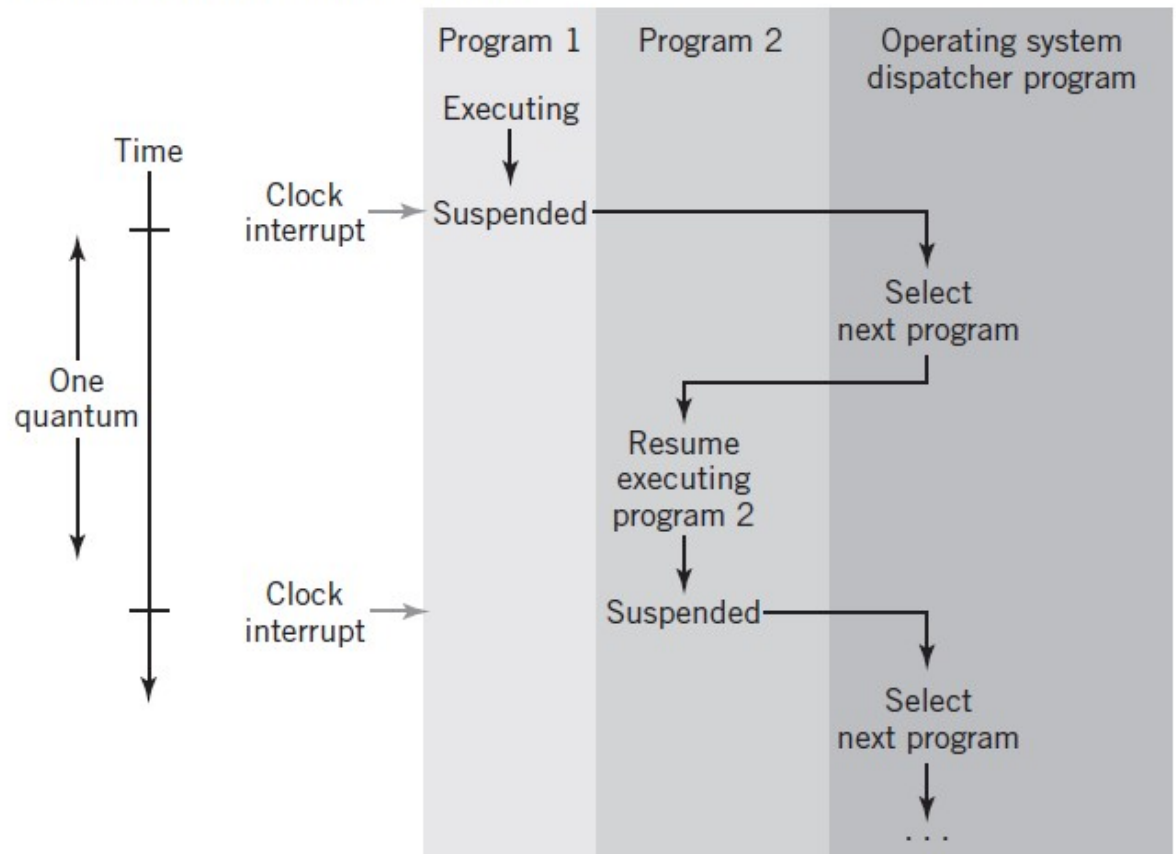 Program 1
Program 2
Operating system
dispatcher program
Executing
Time
Clock
interrupt
Suspended
Select
next program
One
quantum
Resume
executing
program 2
Clock
interrupt
Suspended
Select
next program
...